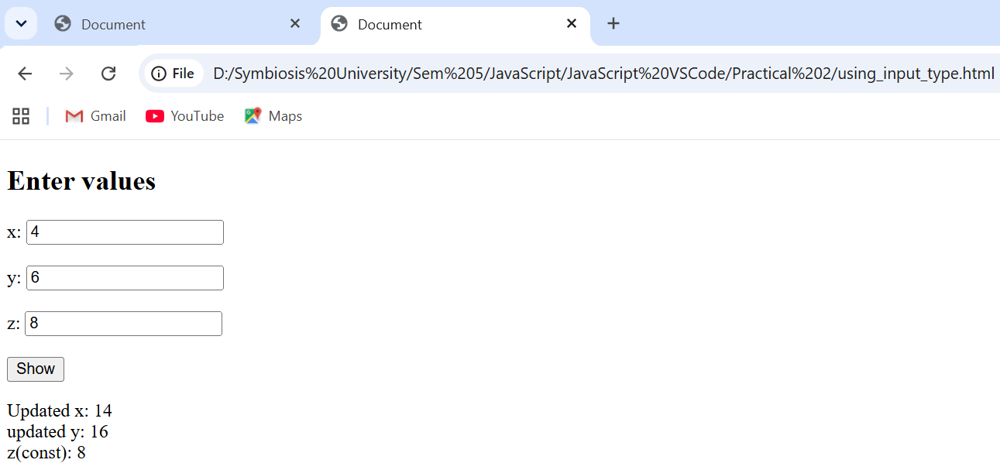 Document Document
File D:/Symbiosis%20University/Sem%205/JavaScript/JavaScript%20VSCode/Practical%202/using_input_type.html
Gmail YouTube Maps
Enter values
x: 4
y: 6
z: 8
Show
Updated x: 14
updated y: 16
z(const): 8